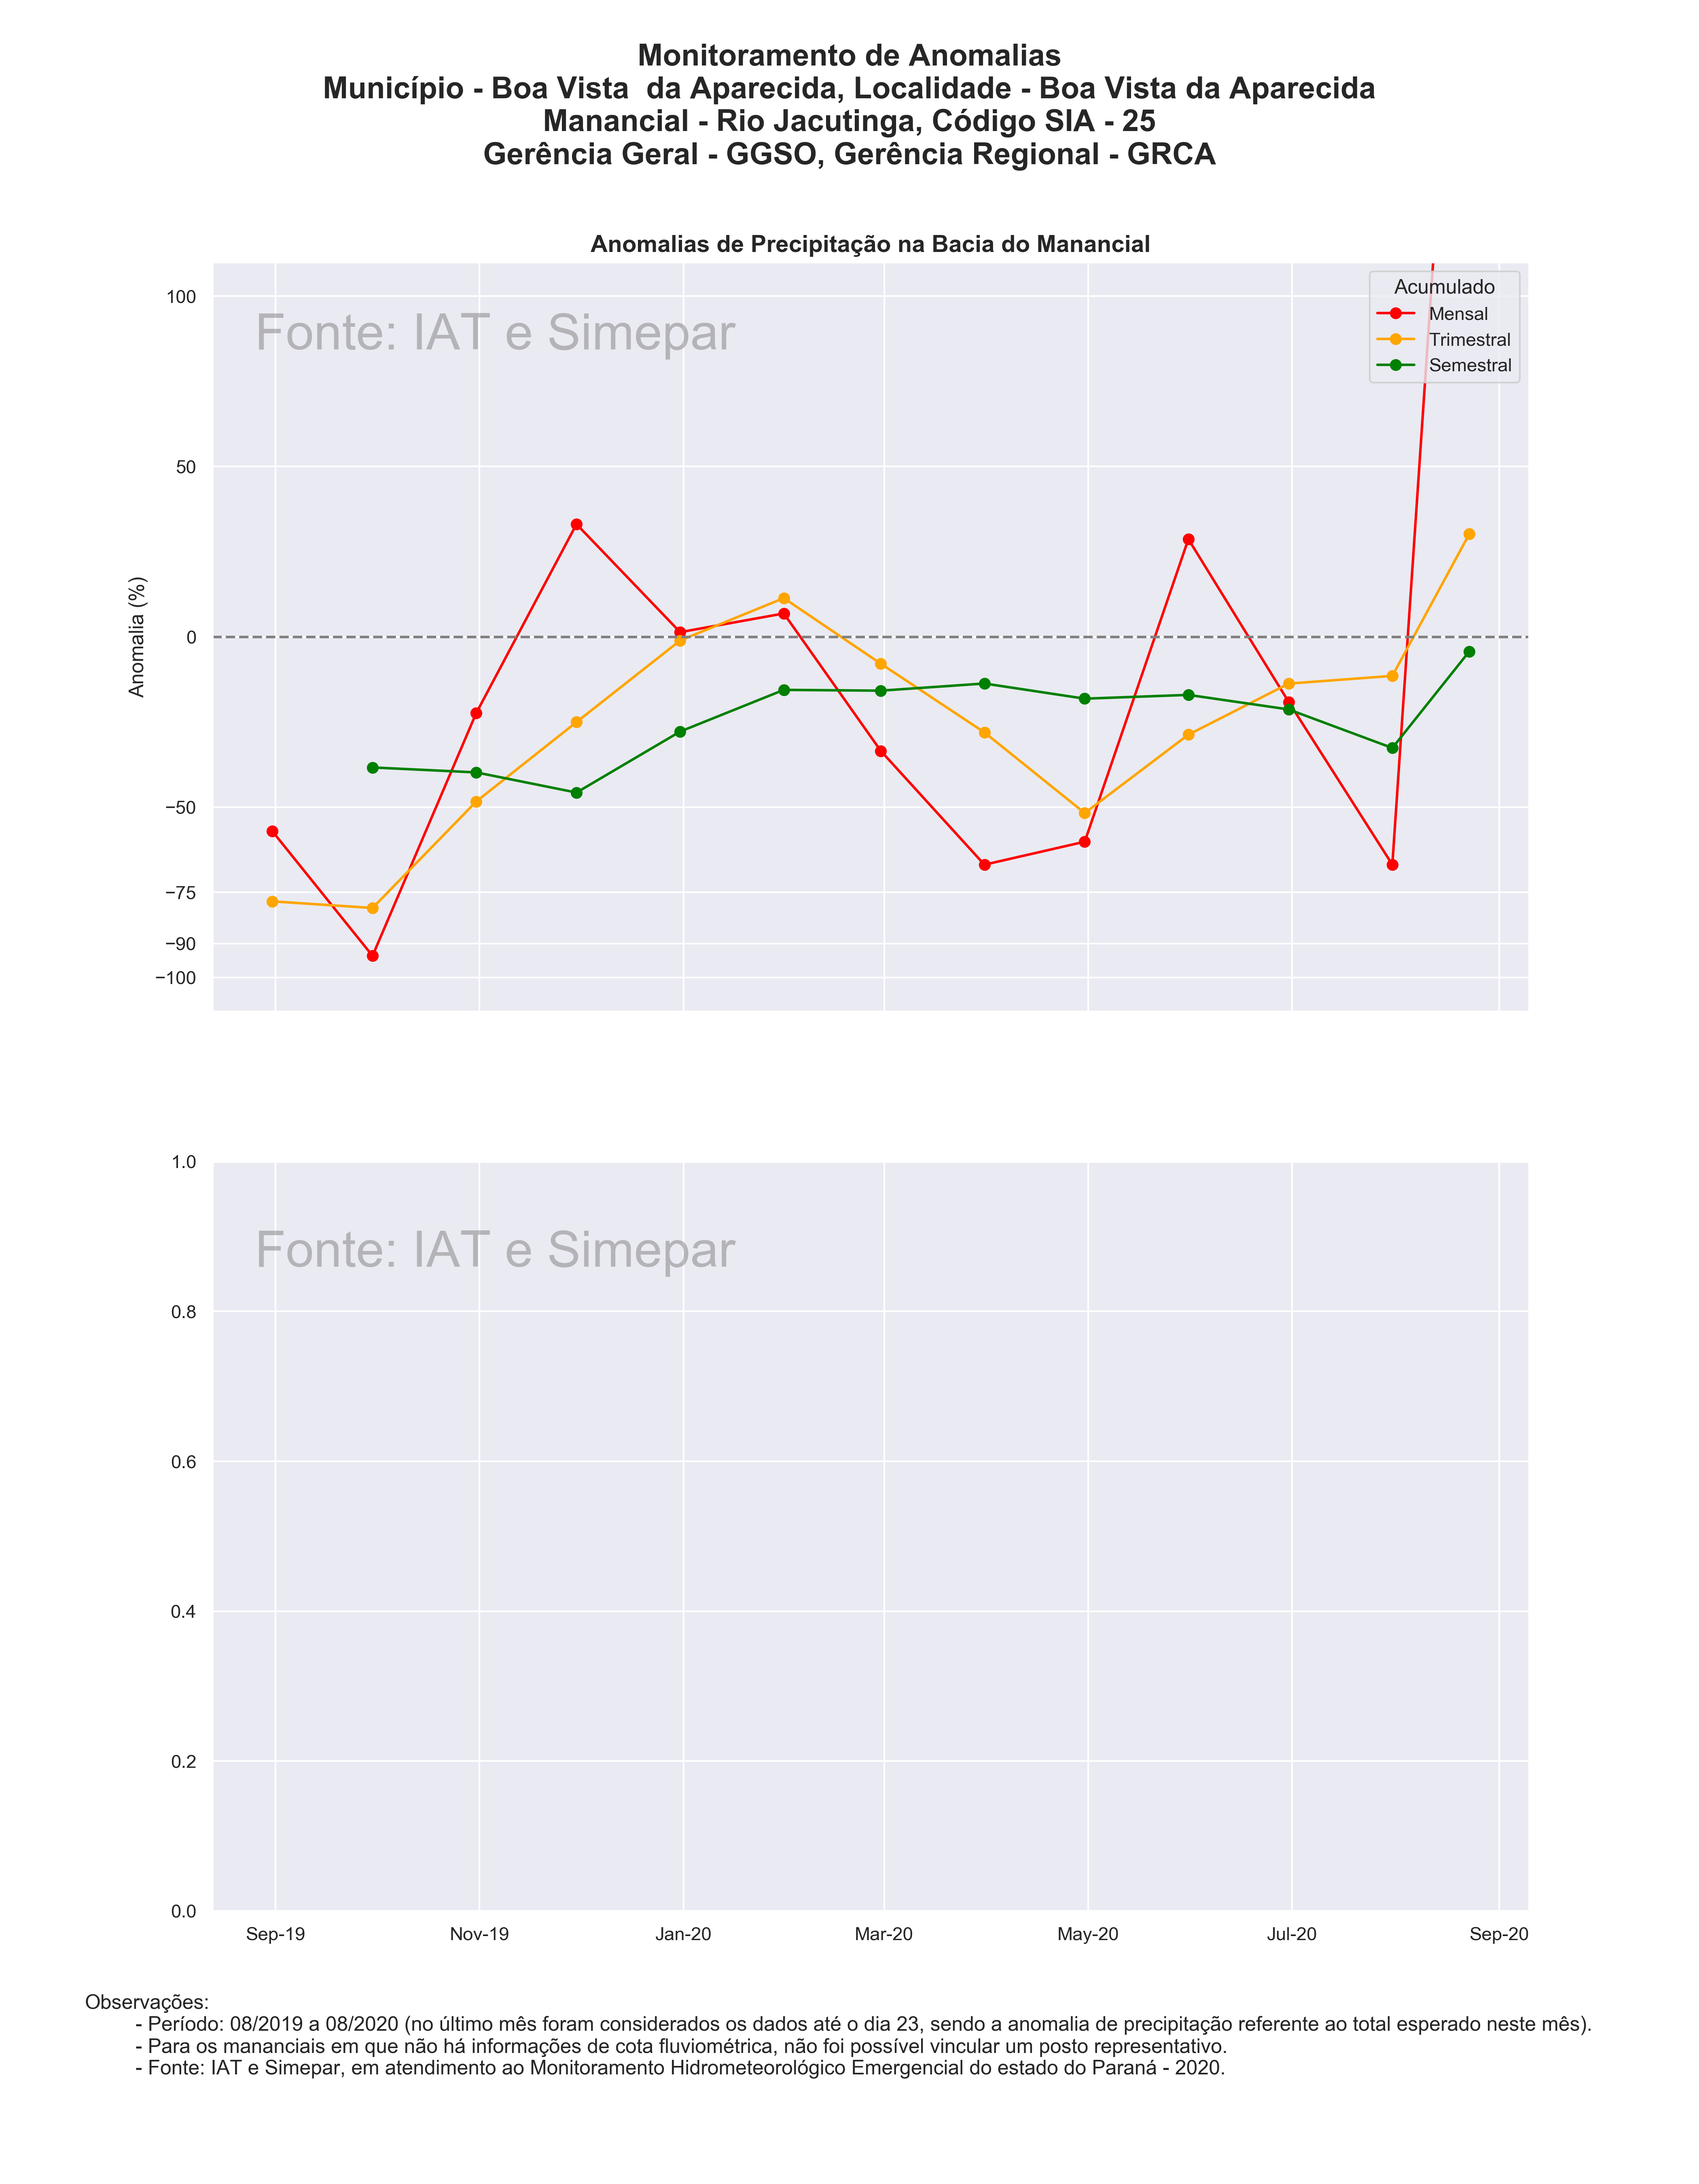 Monitoramento de Anomalias
Município - Boa Vista  da Aparecida, Localidade - Boa Vista da Aparecida
Manancial - Rio Jacutinga, Código SIA - 25
Gerência Geral - GGSO, Gerência Regional - GRCA
Anomalias de Precipitação na Bacia do Manancial
Fonte: IAT e Simepar
Acumulado
Mensal
Trimestral
Semestral
Anomalia (%)
100
50
0
−50
−75
−90
−100
Fonte: IAT e Simepar
1.0
0.8
0.6
0.4
0.2
0.0
Sep-19 Nov-19 Jan-20 Mar-20 May-20 Jul-20 Sep-20
Observações:
- Período: 08/2019 a 08/2020 (no último mês foram considerados os dados até o dia 23, sendo a anomalia de precipitação referente ao total esperado neste mês).
- Para os mananciais em que não há informações de cota fluviométrica, não foi possível vincular um posto representativo.
- Fonte: IAT e Simepar, em atendimento ao Monitoramento Hidrometeorológico Emergencial do estado do Paraná - 2020.